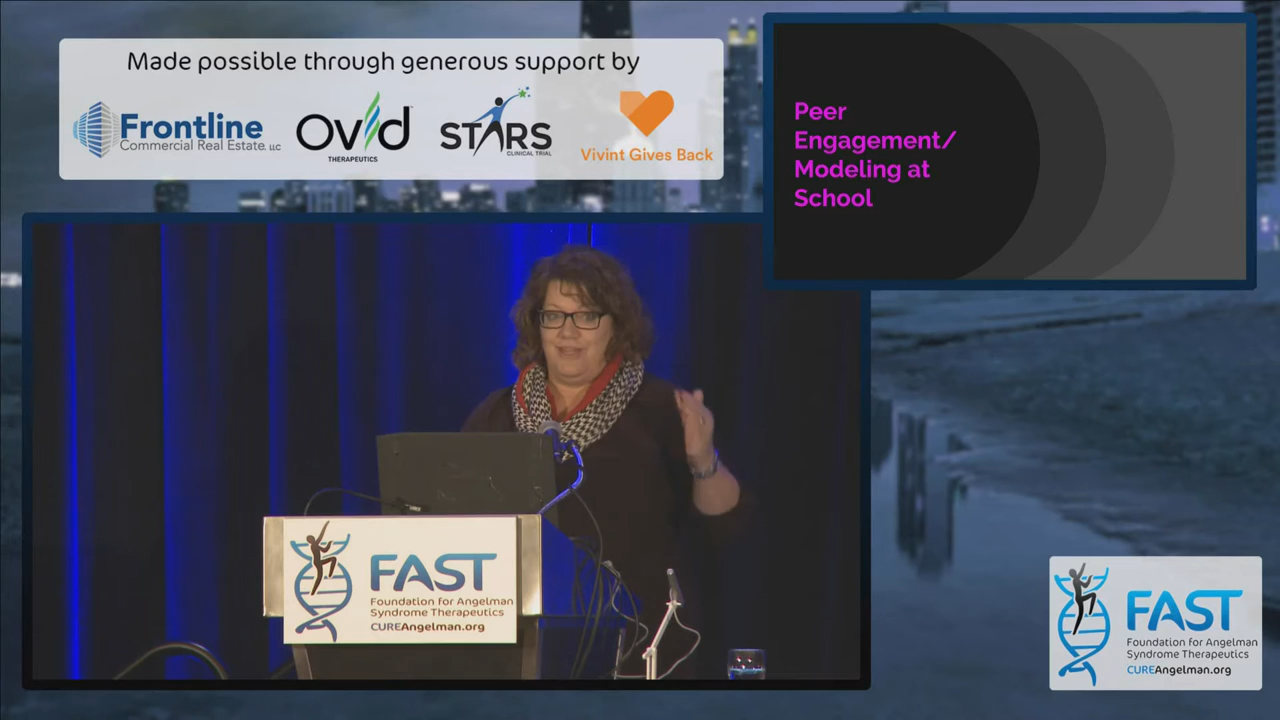 Made possible through generous support by
Frontline
Commercial Real Estate, LLC
OVID
THERAPEUTICS
STARS
CLINICAL TRIAL
Vivint Gives Back
Peer
Engagement/
Modeling at
School
FAST
Foundation for Angelman
Syndrome Therapeutics
CUREAngelman.org
FAST
Foundation for Angelman
Syndrome Therapeutics
CUREAngelman.org